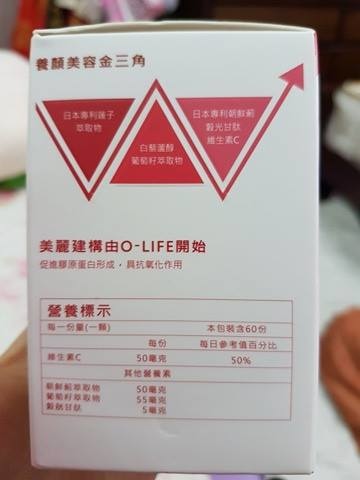 養顏美容金三角
日本專利蓮子
萃取物
白藜蘆醇
葡萄籽萃取物
日本專利朝鮮薊
穀光甘肽
維生素C
美麗建構由O-LIFE開始
促進膠原蛋白形成，具抗氧化作用
營養標示
每一份量(一顆) 本包裝含60份
每份 每日參考值百分比
維生素C 50毫克 50%
其他營養素
朝鮮薊萃取物 50毫克
葡萄籽萃取物 55毫克
穀胱甘肽 5毫克